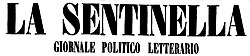 LA SENTINELLA
GIORNALE POLITICO LETTERARIO